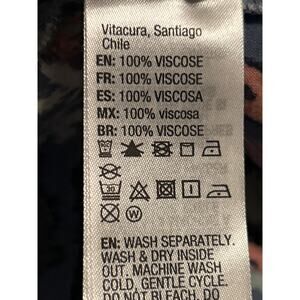 Vitacura, Santiago
Chile
EN: 100% VISCOSE
FR: 100% VISCOSE
ES: 100% VISCOSA
MX: 100% viscosa
BR: 100% VISCOSE
EN: WASH SEPARATELY.
WASH & DRY INSIDE
OUT. MACHINE WASH
COLD, GENTLE CYCLE.
DO NOT BLEACH. DO